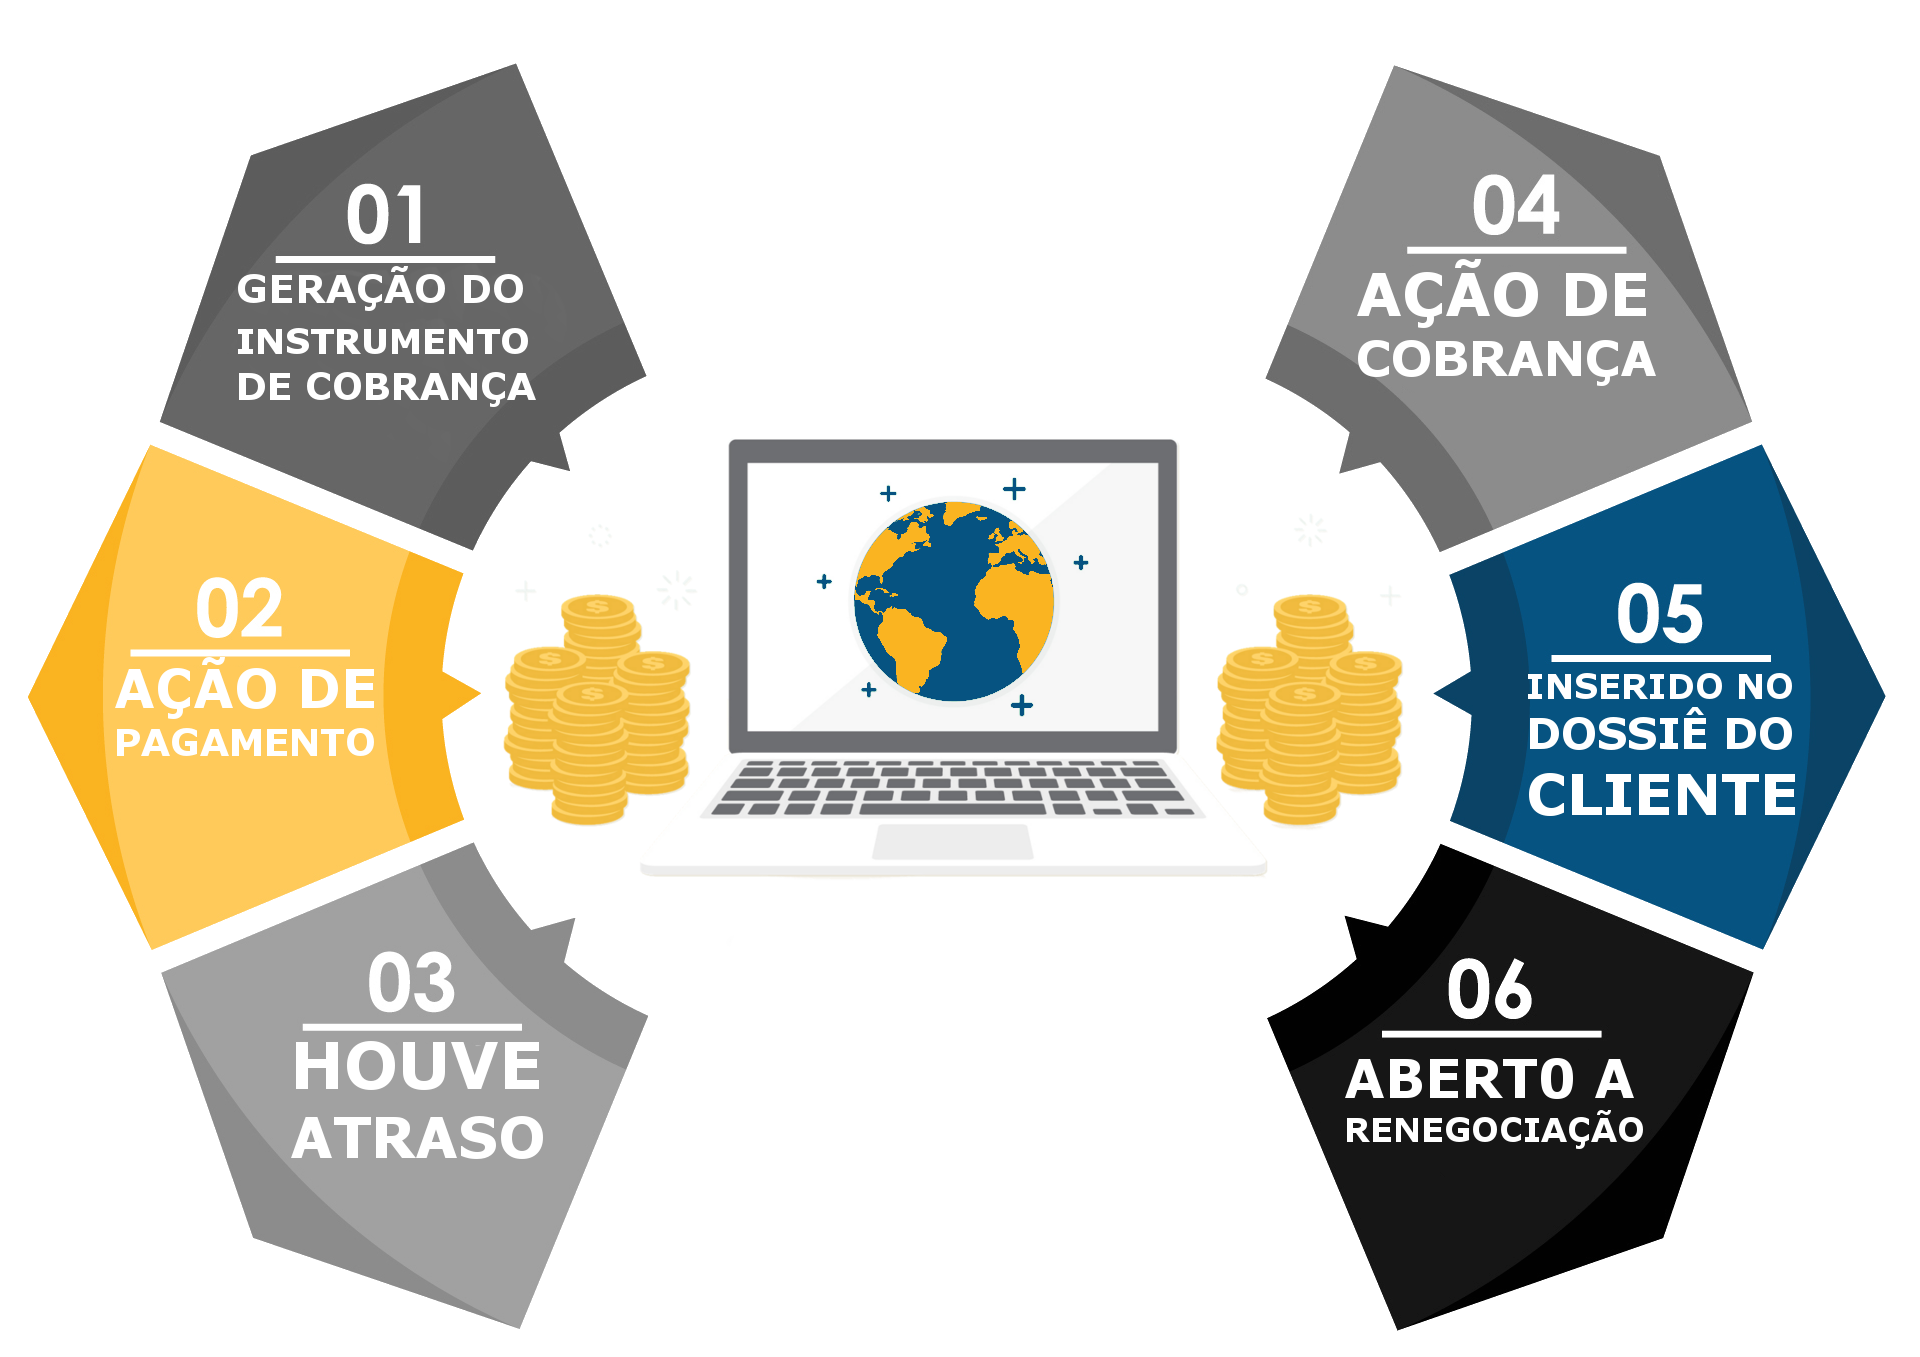 01
GERAÇÃO DO
INSTRUMENTO
DE COBRANÇA
02
AÇÃO DE
PAGAMENTO
03
HOUVE
ATRASO
04
AÇÃO DE
COBRANÇA
05
INSERIDO NO
DOSSIÊ DO
CLIENTE
06
ABERT0 A
RENEGOCIAÇÃO